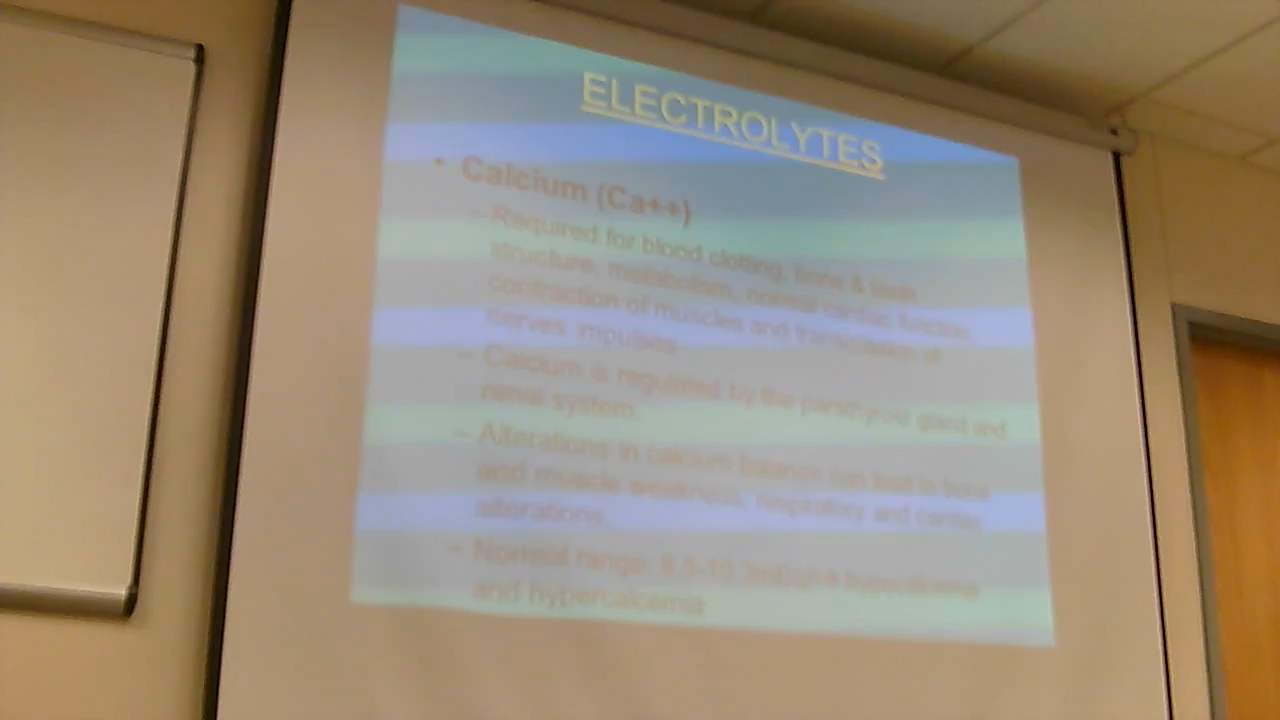 ELECTROLYTES
• Calcium (Ca++)
– Required for blood clotting, bone & teeth
structure, metabolism, normal cardiac function,
contraction of muscles and transmission of
nerves impulses.
– Calcium is regulated by the parathyroid gland and
renal system.
– Alterations in calcium balance can lead to bone
and muscle weakness, respiratory and cardiac
alterations.
– Normal range: hypocalcemia
and hypercalcemia